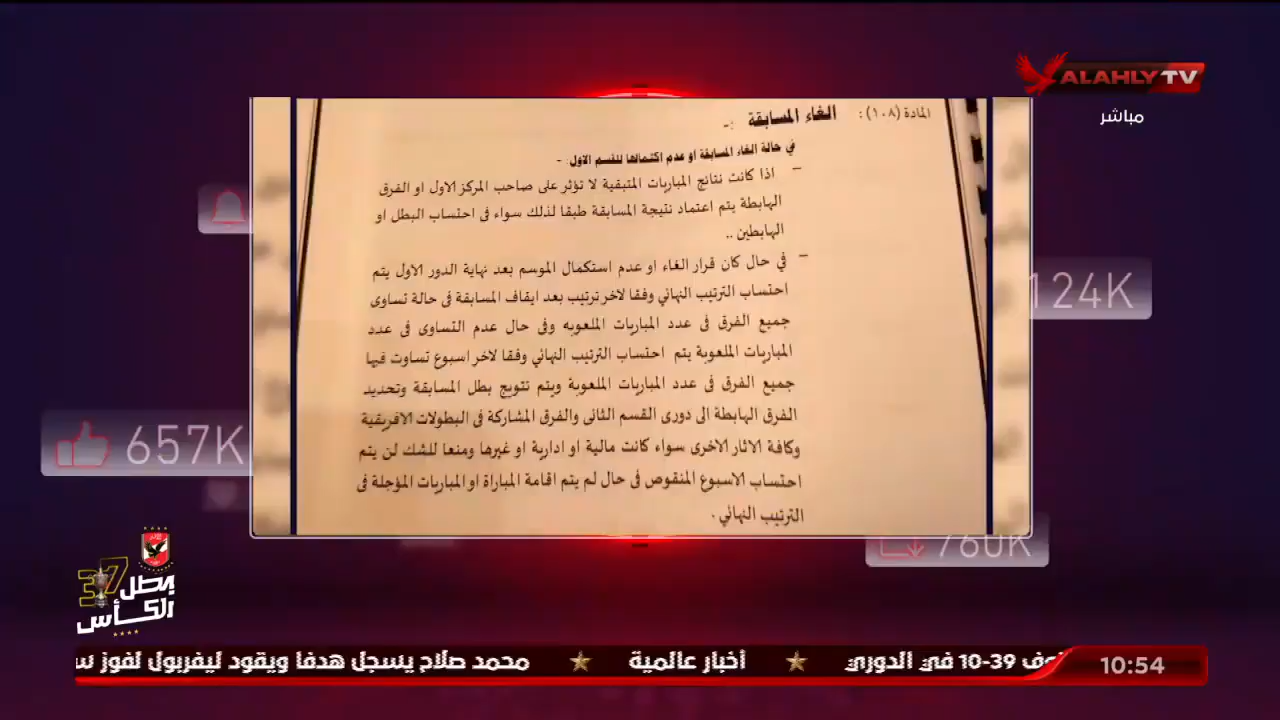 ALAHLY TV
مباشر
المادة (١٠٨): الغاء المسابقة :-
في حالة الغاء المسابقة او عدم اكتمالها للقسم الاول :-
– اذا كانت نتائج المباريات المتبقية لا تؤثر على صاحب المركز الاول او الفرق
الهابطة يتم اعتماد نتيجة المسابقة طبقا لذلك سواء فى احتساب البطل او
الهابطين ..
– في حال كان قرار الغاء او عدم استكمال الموسم بعد نهاية الدور الاول يتم
احتساب الترتيب النهائي وفقا لاخر ترتيب بعد ايقاف المسابقة فى حالة تساوى
جميع الفرق فى عدد المباريات الملعوبه وفى حال عدم التساوى فى عدد
المباريات الملعوبة يتم احتساب الترتيب النهائي وفقا لاخر اسبوع تساوت فيها
جميع الفرق فى عدد المباريات الملعوبة ويتم تتويج بطل المسابقة وتحديد
الفرق الهابطة الى دورى القسم الثانى والفرق المشاركة فى البطولات الافريقية
وكافة الاثار الاخرى سواء كانت مالية او ادارية او غيرها ومنعا للشك لن يتم
احتساب الاسبوع المنقوص فى حال لم يتم اقامة المباراة او المباريات المؤجلة فى
الترتيب النهائي .
124K
657K
760K
37
بطل
الكأس
10:54
39-10 في الدوري ★ أخبار عالمية ★ محمد صلاح يسجل هدفا ويقود ليفربول لفوز